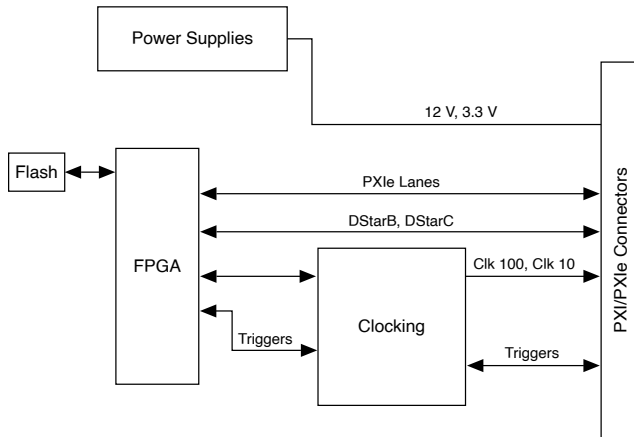 Power Supplies
12 V, 3.3 V
Flash
PXIe Lanes
DStarB, DStarC
FPGA
Clk 100, Clk 10
Clocking
Triggers
Triggers
PXI/PXIe Connectors